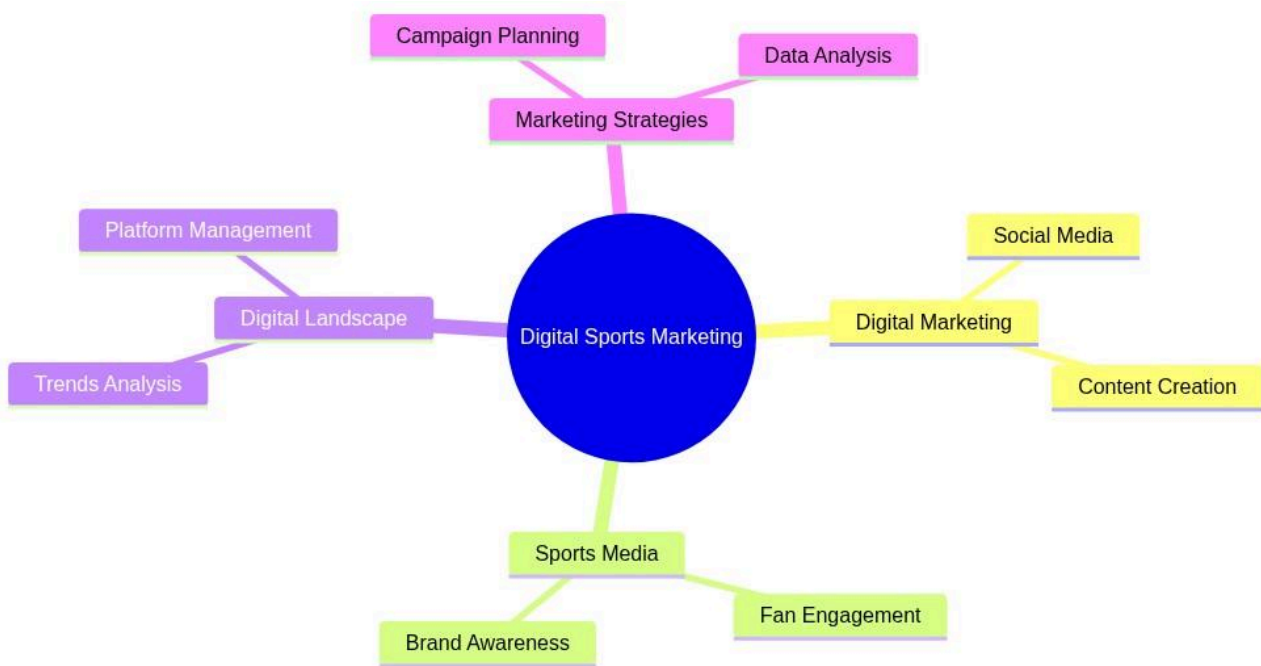 Campaign Planning
Data Analysis
Marketing Strategies
Platform Management
Social Media
Digital Landscape
Digital Sports Marketing
Digital Marketing
Trends Analysis
Content Creation
Sports Media
Fan Engagement
Brand Awareness